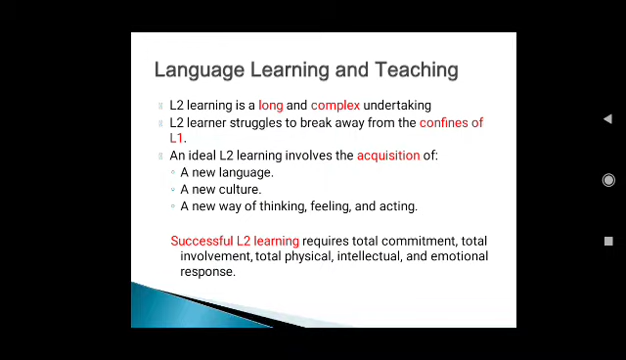 Language Learning and Teaching
L2 learning is a long and complex undertaking
L2 learner struggles to break away from the confines of
L1.
An ideal L2 learning involves the acquisition of:
A new language.
A new culture.
A new way of thinking, feeling, and acting.
Successful L2 learning requires total commitment, total
involvement, total physical, intellectual, and emotional
response.